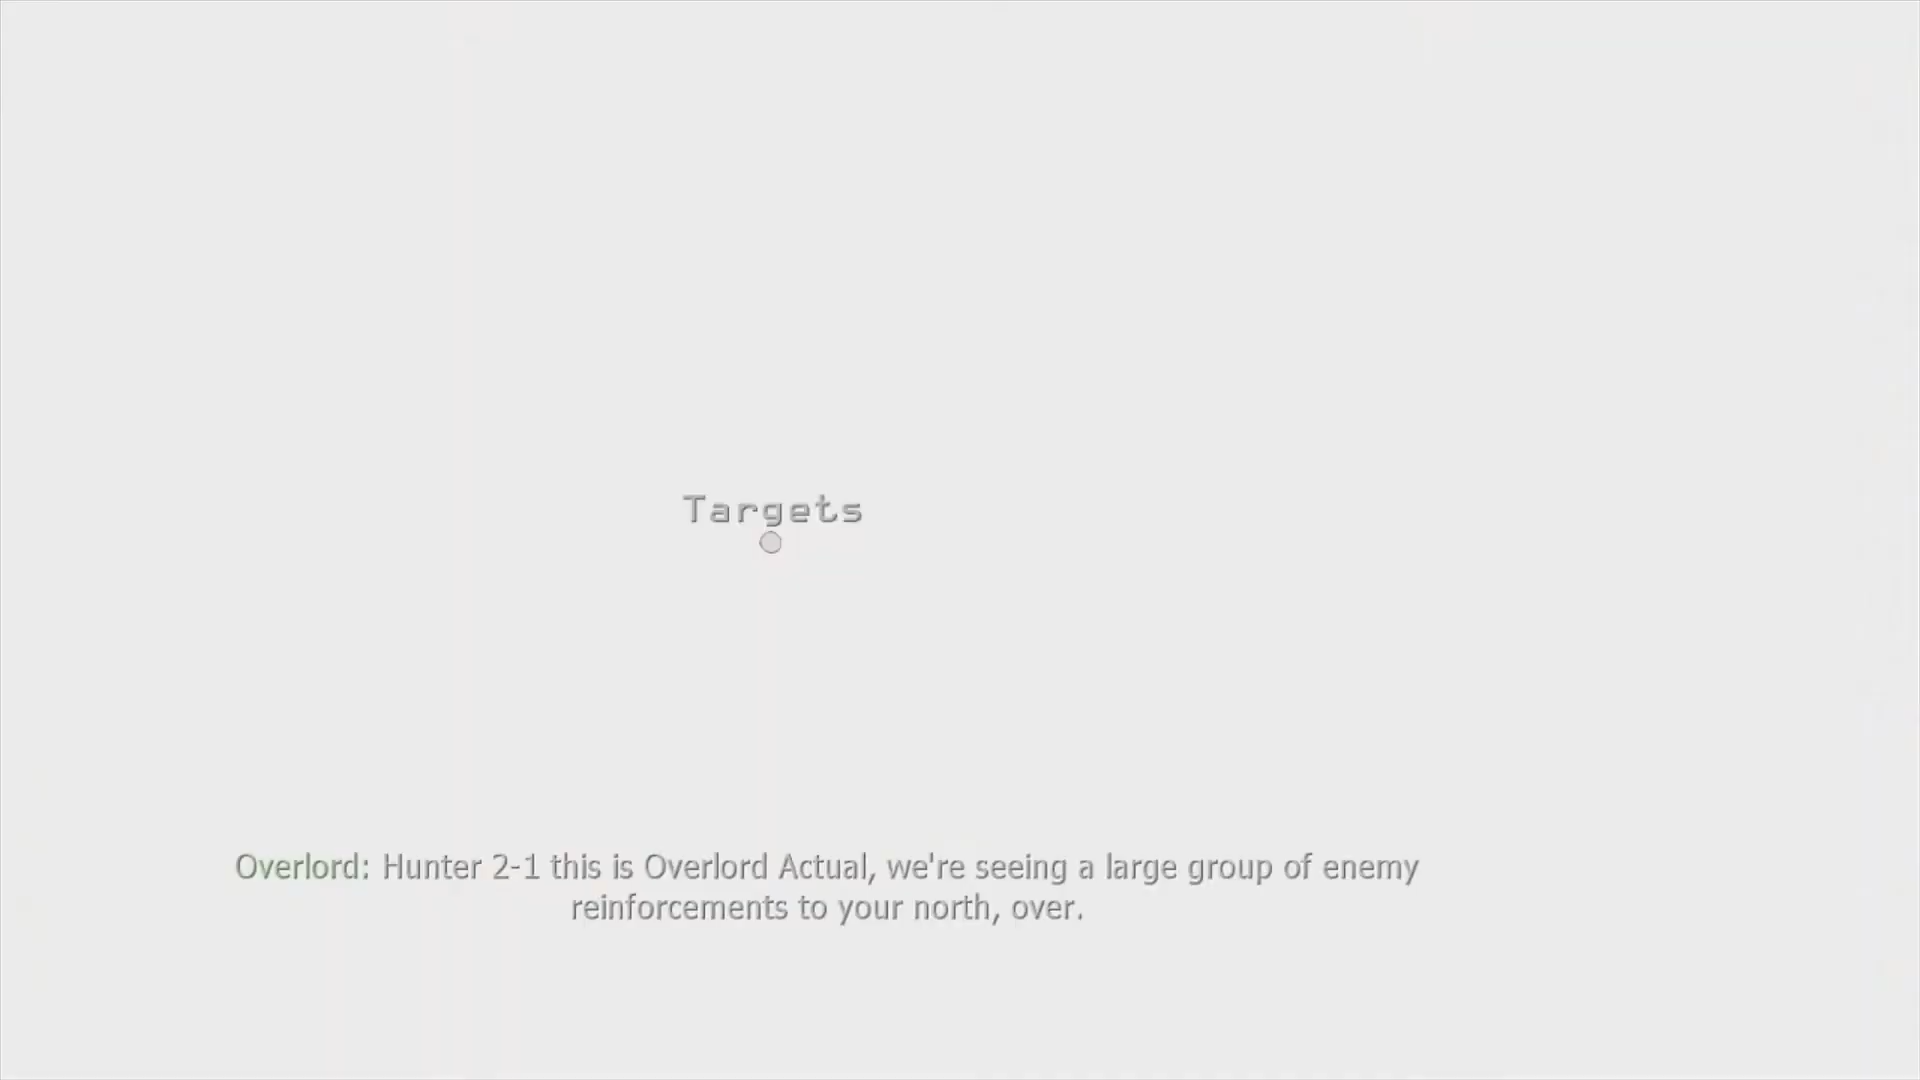 Targets
Overlord: Hunter 2-1 this is Overlord Actual, we're seeing a large group of enemy
reinforcements to your north, over.